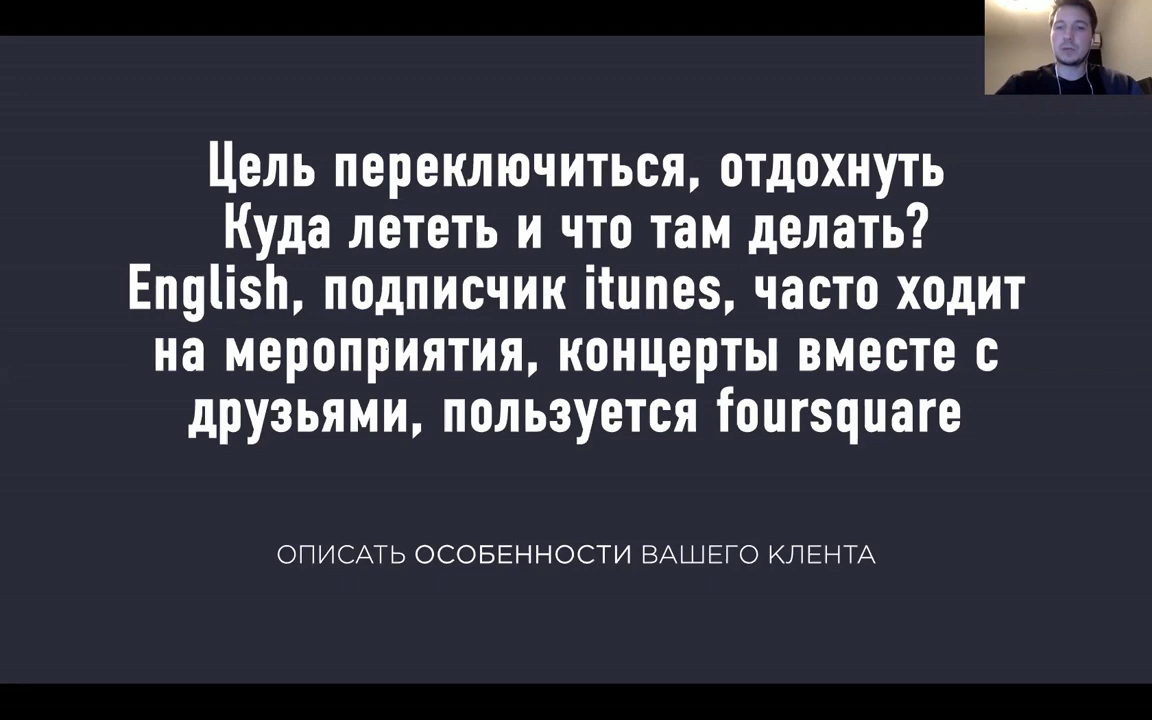 Цель переключиться, отдохнуть
Куда лететь и что там делать?
English, подписчик itunes, часто ходит
на мероприятия, концерты вместе с
друзьями, пользуется foursquare
ОПИСАТЬ ОСОБЕННОСТИ ВАШЕГО КЛЕНТА